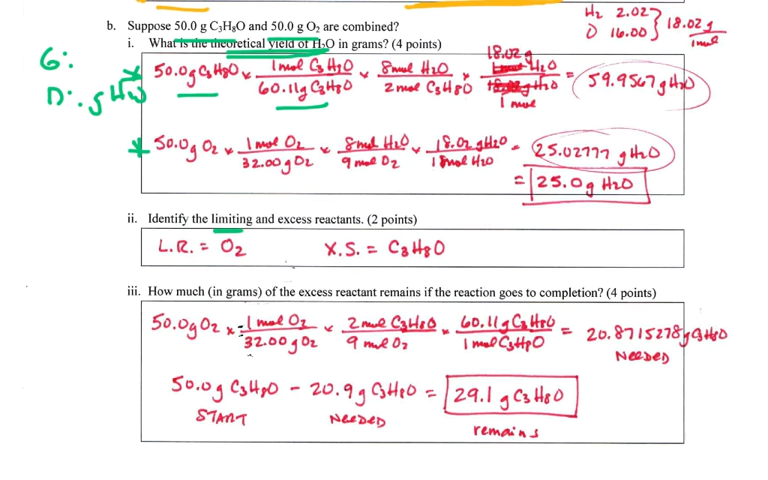 H₂ 2.02 } 18.02 g
O 16.00 } 1 mol
b. Suppose 50.0 g C₃H₈O and 50.0 g O₂ are combined?
i. What is the theoretical yield of H₂O in grams? (4 points)
G:
D: g H₂O
50.0 g C₃H₈O × 1 mol C₃H₈O / 60.11 g C₃H₈O × 8 mol H₂O / 2 mol C₃H₈O × 18.02 g H₂O / 1 mol = 59.9567 g H₂O
* 50.0 g O₂ × 1 mol O₂ / 32.00 g O₂ × 8 mol H₂O / 9 mol O₂ × 18.02 g H₂O / 1 mol H₂O = 25.02777 g H₂O
= 25.0 g H₂O
ii. Identify the limiting and excess reactants. (2 points)
L.R. = O₂ X.S. = C₃H₈O
iii. How much (in grams) of the excess reactant remains if the reaction goes to completion? (4 points)
50.0 g O₂ × 1 mol O₂ / 32.00 g O₂ × 2 mol C₃H₈O / 9 mol O₂ × 60.11 g C₃H₈O / 1 mol C₃H₈O = 20.8715278 g C₃H₈O
NEEDED
50.0 g C₃H₈O − 20.9 g C₃H₈O = 29.1 g C₃H₈O
START NEEDED remains